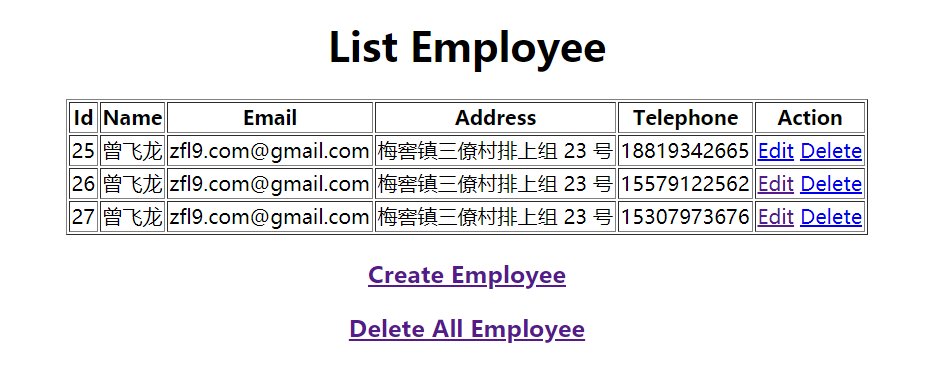 List Employee
Id Name Email Address Telephone Action
25 曾飞龙 zfl9.com@gmail.com 梅窖镇三僚村排上组 23 号 18819342665 Edit Delete
26 曾飞龙 zfl9.com@gmail.com 梅窖镇三僚村排上组 23 号 15579122562 Edit Delete
27 曾飞龙 zfl9.com@gmail.com 梅窖镇三僚村排上组 23 号 15307973676 Edit Delete
Create Employee
Delete All Employee